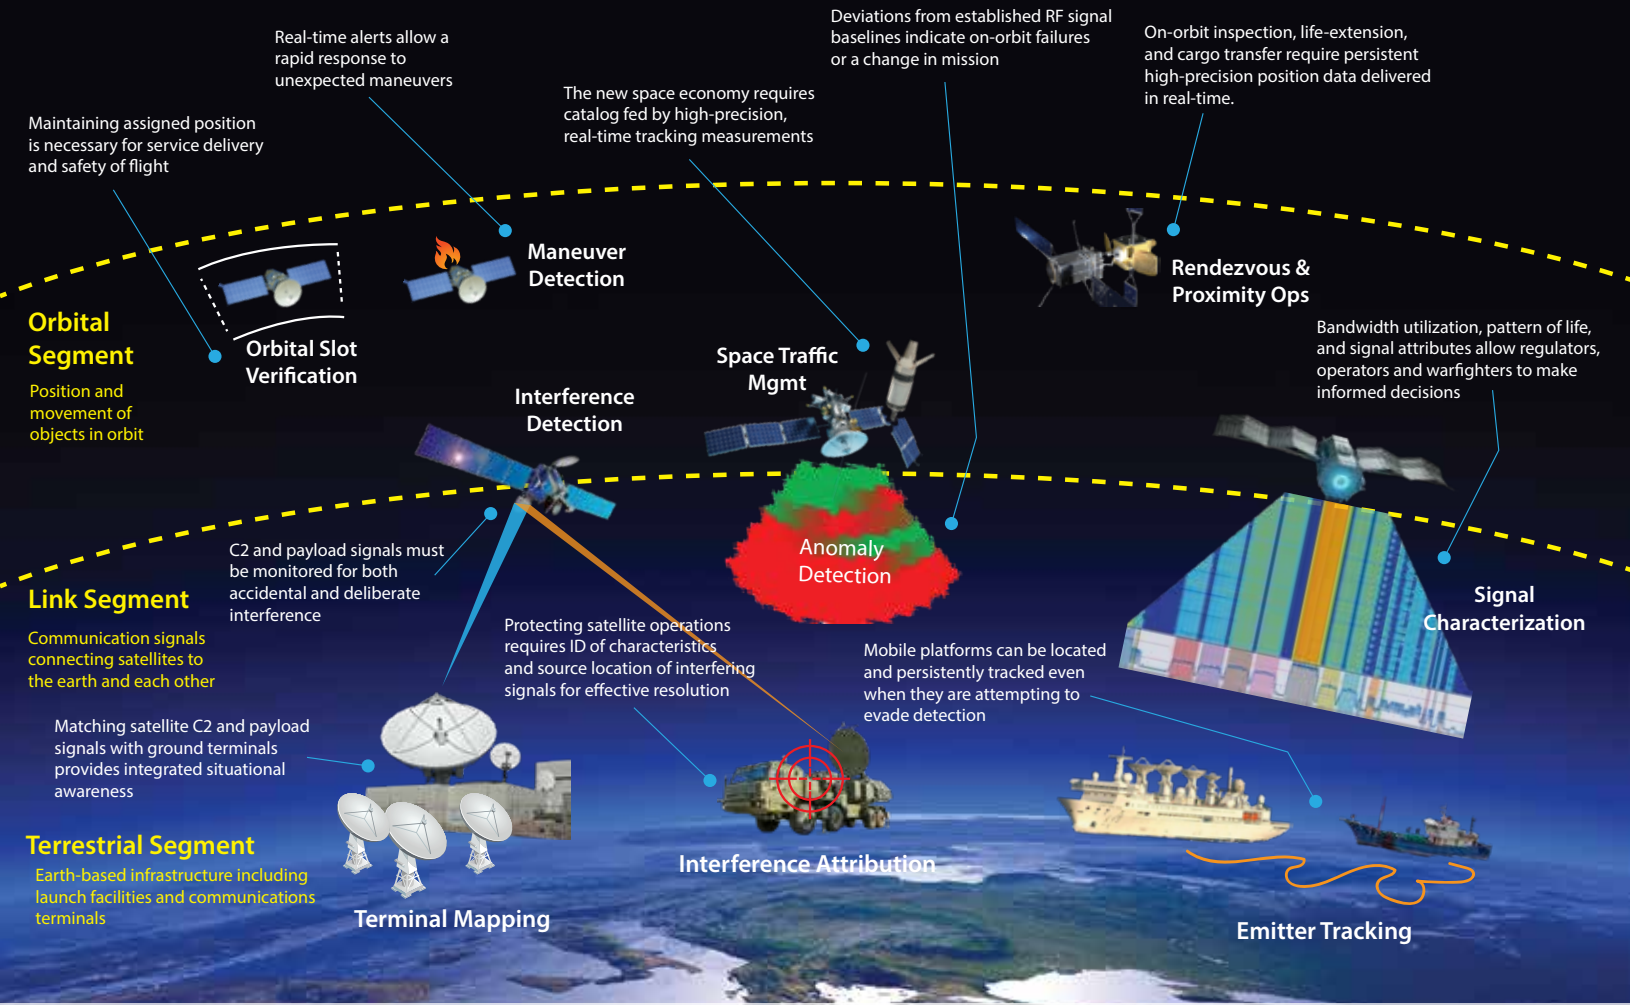 Real-time alerts allow a
rapid response to
unexpected maneuvers
Deviations from established RF signal
baselines indicate on-orbit failures
or a change in mission
On-orbit inspection, life-extension,
and cargo transfer require persistent
high-precision position data delivered
in real-time.
The new space economy requires
catalog fed by high-precision,
real-time tracking measurements
Maintaining assigned position
is necessary for service delivery
and safety of flight
Maneuver
Detection
Rendezvous &
Proximity Ops
Orbital
Segment
Position and
movement of
objects in orbit
Orbital Slot
Verification
Space Traffic
Mgmt
Bandwidth utilization, pattern of life,
and signal attributes allow regulators,
operators and warfighters to make
informed decisions
Interference
Detection
Anomaly
Detection
C2 and payload signals must
be monitored for both
accidental and deliberate
interference
Link Segment
Communication signals
connecting satellites to
the earth and each other
Signal
Characterization
Protecting satellite operations
requires ID of characteristics
and source location of interfering
signals for effective resolution
Mobile platforms can be located
and persistently tracked even
when they are attempting to
evade detection
Matching satellite C2 and payload
signals with ground terminals
provides integrated situational
awareness
Terrestrial Segment
Earth-based infrastructure including
launch facilities and communications
terminals
Interference Attribution
Terminal Mapping
Emitter Tracking